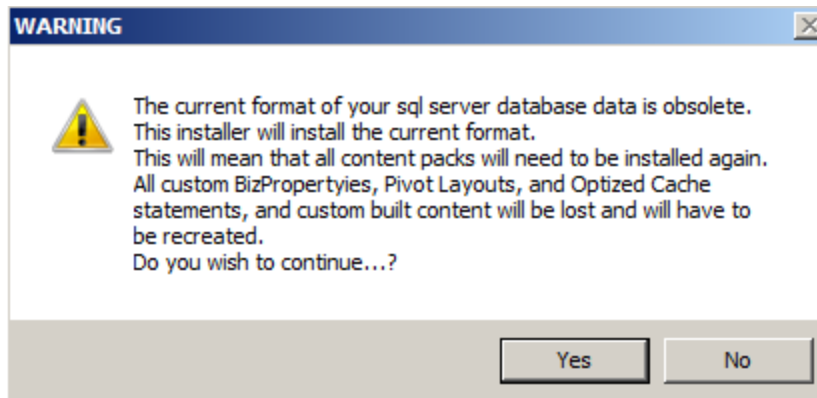 WARNING
The current format of your sql server database data is obsolete.
This installer will install the current format.
This will mean that all content packs will need to be installed again.
All custom BizPropertyies, Pivot Layouts, and Optized Cache
statements, and custom built content will be lost and will have to
be recreated.
Do you wish to continue...?
Yes No